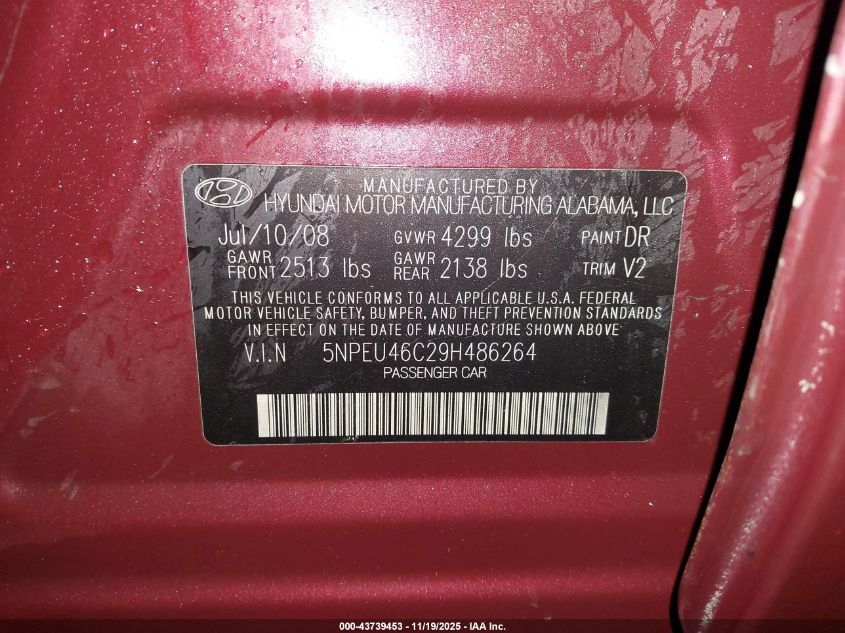 MANUFACTURED BY
HYUNDAI MOTOR MANUFACTURING ALABAMA, LLC
Jul/10/08 GVWR 4299 lbs PAINT DR
GAWR FRONT 2513 lbs GAWR REAR 2138 lbs TRIM V2
THIS VEHICLE CONFORMS TO ALL APPLICABLE U.S.A. FEDERAL
MOTOR VEHICLE SAFETY, BUMPER, AND THEFT PREVENTION STANDARDS
IN EFFECT ON THE DATE OF MANUFACTURE SHOWN ABOVE
V.I.N 5NPEU46C29H486264
PASSENGER CAR
000-43739453 - 11/19/2025 - IAA Inc.